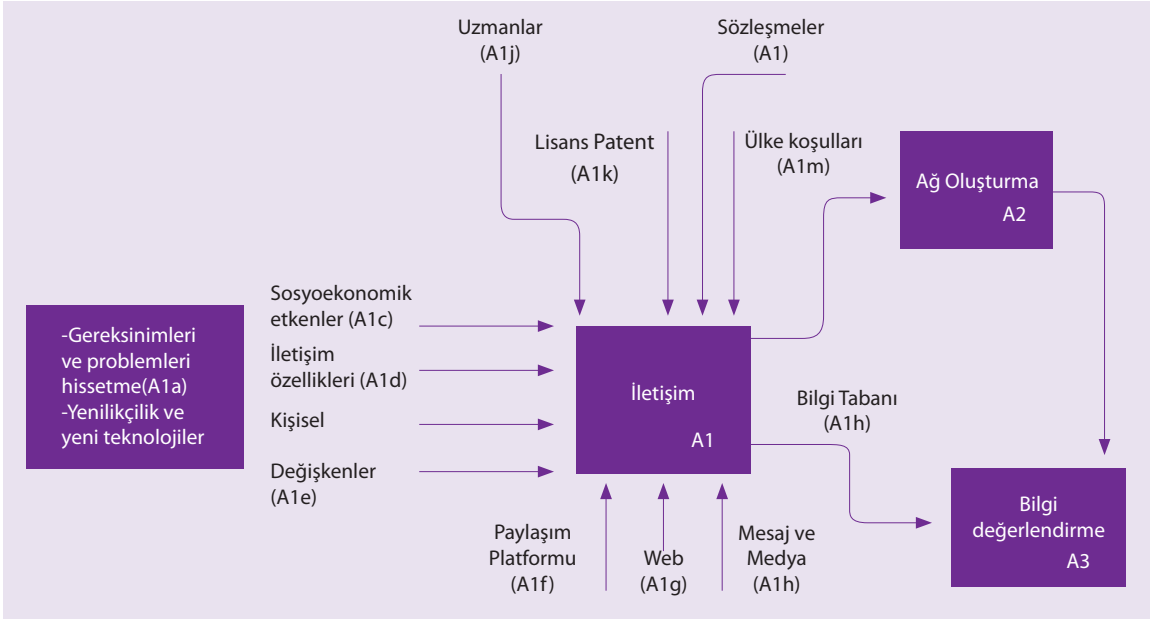 Uzmanlar
(A1j)
Sözleşmeler
(A1)
Lisans Patent
(A1k)
Ülke koşulları
(A1m)
Ağ Oluşturma
A2
-Gereksinimleri
ve problemleri
hissetme(A1a)
-Yenilikçilik ve
yeni teknolojiler
Sosyoekonomik
etkenler (A1c)
İletişim
özellikleri (A1d)
Kişisel
Değişkenler
(A1e)
İletişim
A1
Bilgi Tabanı
(A1h)
Paylaşım
Platformu
(A1f)
Web
(A1g)
Mesaj ve
Medya
(A1h)
Bilgi
değerlendirme
A3